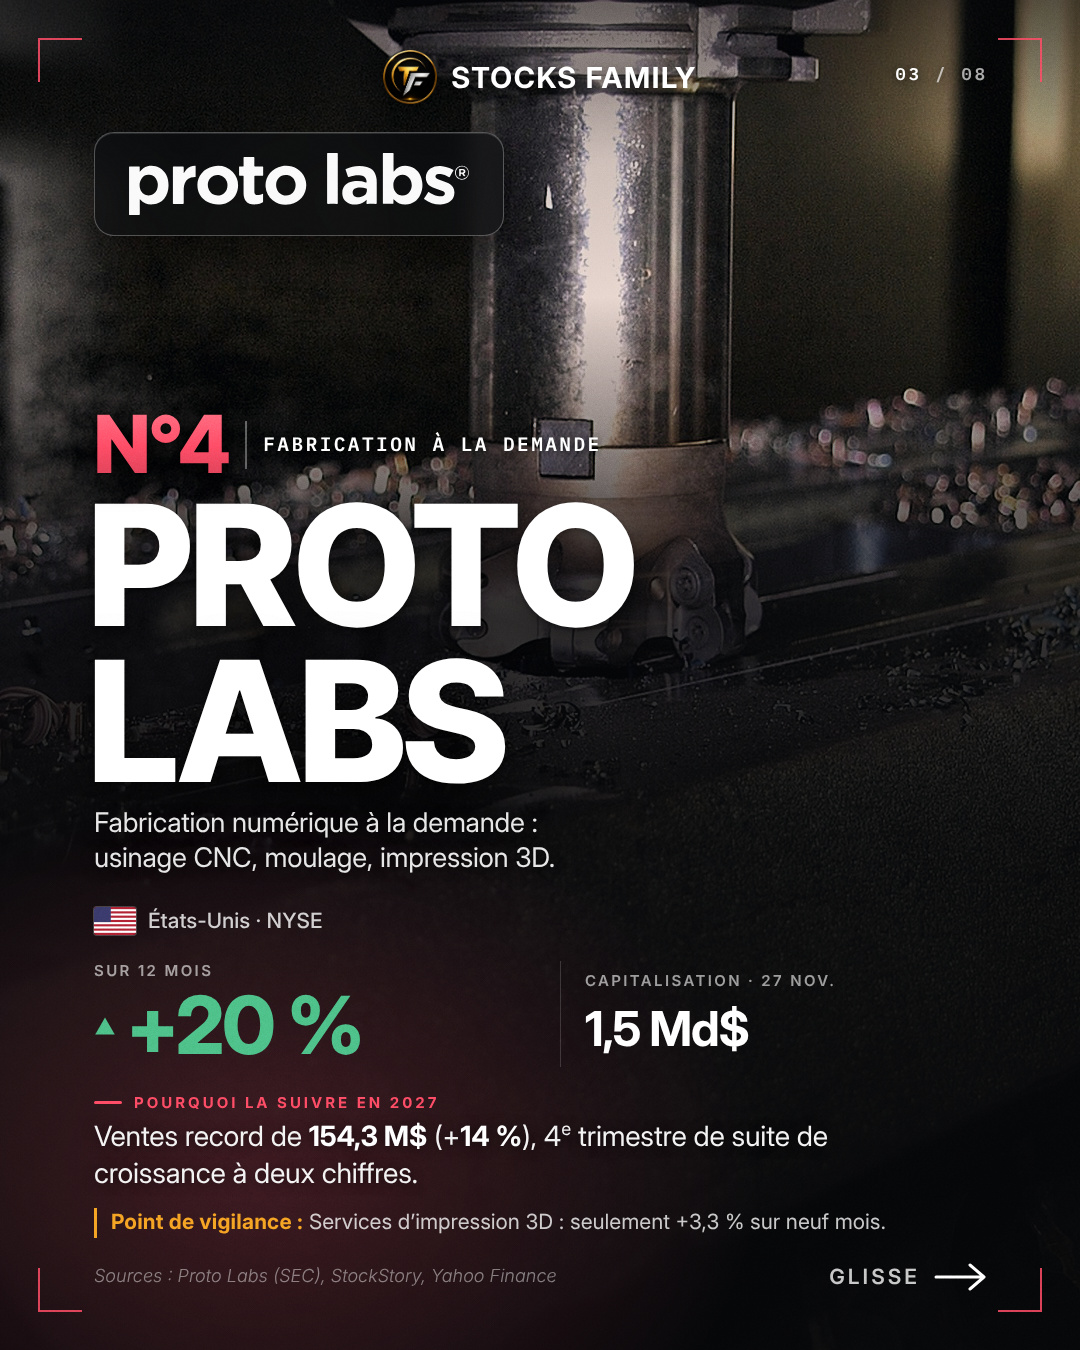 STOCKS FAMILY
03 / 08
proto labs®
N°4
FABRICATION À LA DEMANDE
PROTO
LABS
Fabrication numérique à la demande :
usinage CNC, moulage, impression 3D.
États-Unis · NYSE
SUR 12 MOIS
▲ +20 %
CAPITALISATION · 27 NOV.
1,5 Md$
POURQUOI LA SUIVRE EN 2027
Ventes record de 154,3 M$ (+14 %), 4e trimestre de suite de
croissance à deux chiffres.
Point de vigilance : Services d’impression 3D : seulement +3,3 % sur neuf mois.
Sources : Proto Labs (SEC), StockStory, Yahoo Finance
GLISSE →